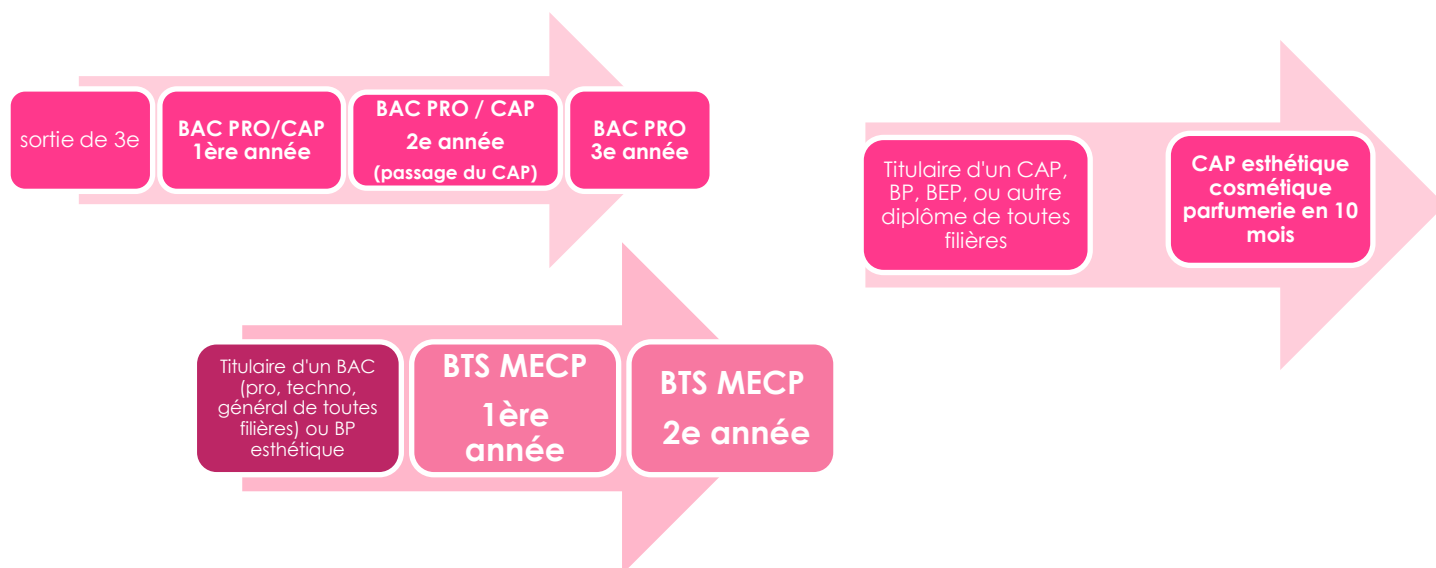 sortie de 3e
BAC PRO/CAP
1ère année
BAC PRO / CAP
2e année
(passage du CAP)
BAC PRO
3e année
Titulaire d'un CAP,
BP, BEP, ou autre
diplôme de toutes
filières
CAP esthétique
cosmétique
parfumerie en 10
mois
Titulaire d'un BAC
(pro, techno,
général de toutes
filières) ou BP
esthétique
BTS MECP
1ère
année
BTS MECP
2e année